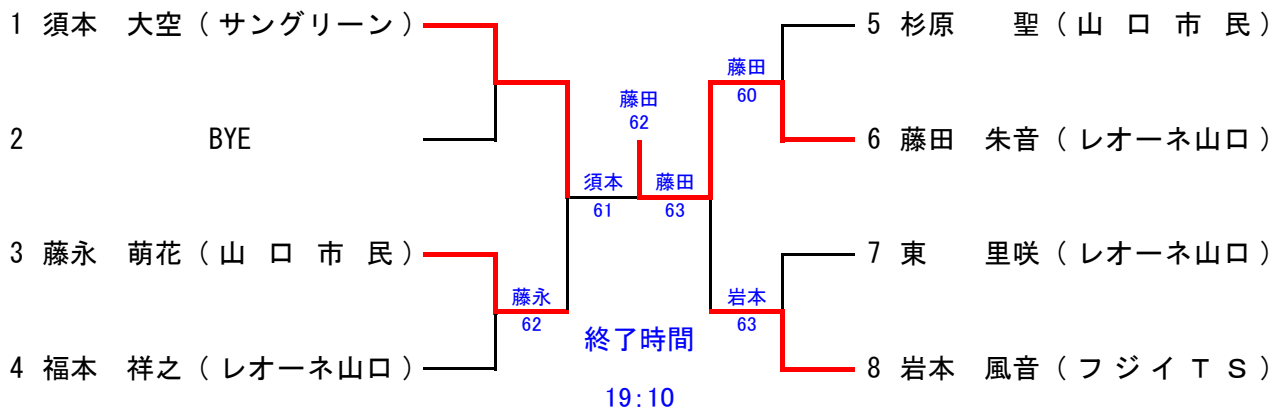 1 須本 大空 ( サングリーン )
2 BYE
3 藤永 萌花 ( 山 口 市 民 )
4 福本 祥之 ( レオーネ山口 )
藤永
62
須本
61
藤田
62
藤田
63
藤田
60
岩本
63
終了時間
19:10
5 杉原 聖 ( 山 口 市 民 )
6 藤田 朱音 ( レオーネ山口 )
7 東 里咲 ( レオーネ山口 )
8 岩本 風音 ( フ ジ イ Ｔ Ｓ )